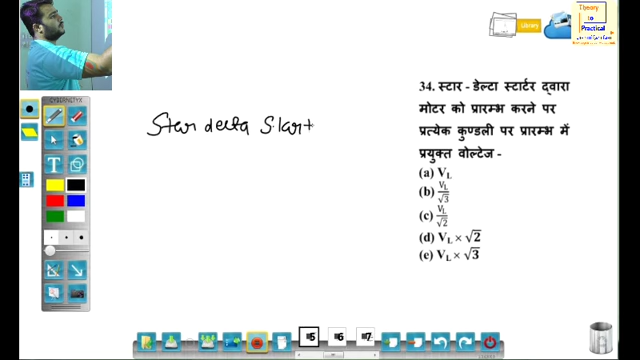 Library
Theory
to
Practical
Star delta Start
34. स्टार - डेल्टा स्टार्टर द्वारा
मोटर को प्रारम्भ करने पर
प्रत्येक कुण्डली पर प्रारम्भ में
प्रयुक्त वोल्टेज -
(a) V_L
(b) V_L/√3
(c) V_L/√2
(d) V_L × √2
(e) V_L × √3
5 6 7